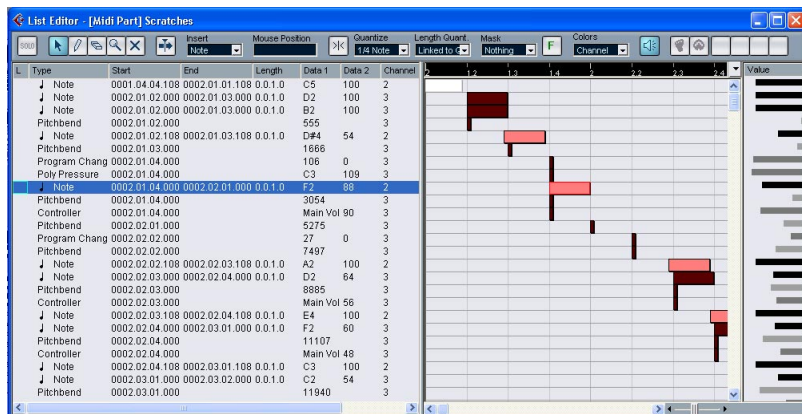 List Editor - [Midi Part] Scratches
Insert Mouse Position Quantize Length Quant. Mask Colors
SOLO Note 1/4 Note Linked to Q Nothing F Channel
L Type Start End Length Data 1 Data 2 Channel 2 1.2 1.3 1.4 2 2.2 2.3 2.4 Value
Note 0001.04.04.108 0002.01.01.108 0.0.1.0 C5 100 2
Note 0002.01.02.000 0002.01.03.000 0.0.1.0 D2 100 3
Note 0002.01.02.000 0002.01.03.000 0.0.1.0 B2 100 3
Pitchbend 0002.01.02.000 555 3
Note 0002.01.02.108 0002.01.03.108 0.0.1.0 D#4 54 2
Pitchbend 0002.01.03.000 1666 3
Program Chang 0002.01.04.000 106 0 3
Poly Pressure 0002.01.04.000 C3 109 3
Note 0002.01.04.000 0002.02.01.000 0.0.1.0 F2 88 2
Pitchbend 0002.01.04.000 3054 3
Controller 0002.01.04.000 Main Vol 90 3
Pitchbend 0002.02.01.000 5275 3
Program Chang 0002.02.02.000 27 0 3
Pitchbend 0002.02.02.000 7497 3
Note 0002.02.02.108 0002.02.03.108 0.0.1.0 A2 100 2
Note 0002.02.03.000 0002.02.04.000 0.0.1.0 D2 64 3
Pitchbend 0002.02.03.000 8885 3
Controller 0002.02.03.000 Main Vol 56 3
Note 0002.02.03.108 0002.02.04.108 0.0.1.0 E4 100 2
Note 0002.02.04.000 0002.03.01.000 0.0.1.0 F2 60 3
Pitchbend 0002.02.04.000 11107 3
Controller 0002.02.04.000 Main Vol 48 3
Note 0002.02.04.108 0002.03.01.108 0.0.1.0 C3 100 2
Note 0002.03.01.000 0002.03.02.000 0.0.1.0 C2 54 3
Pitchbend 0002.03.01.000 11940 3